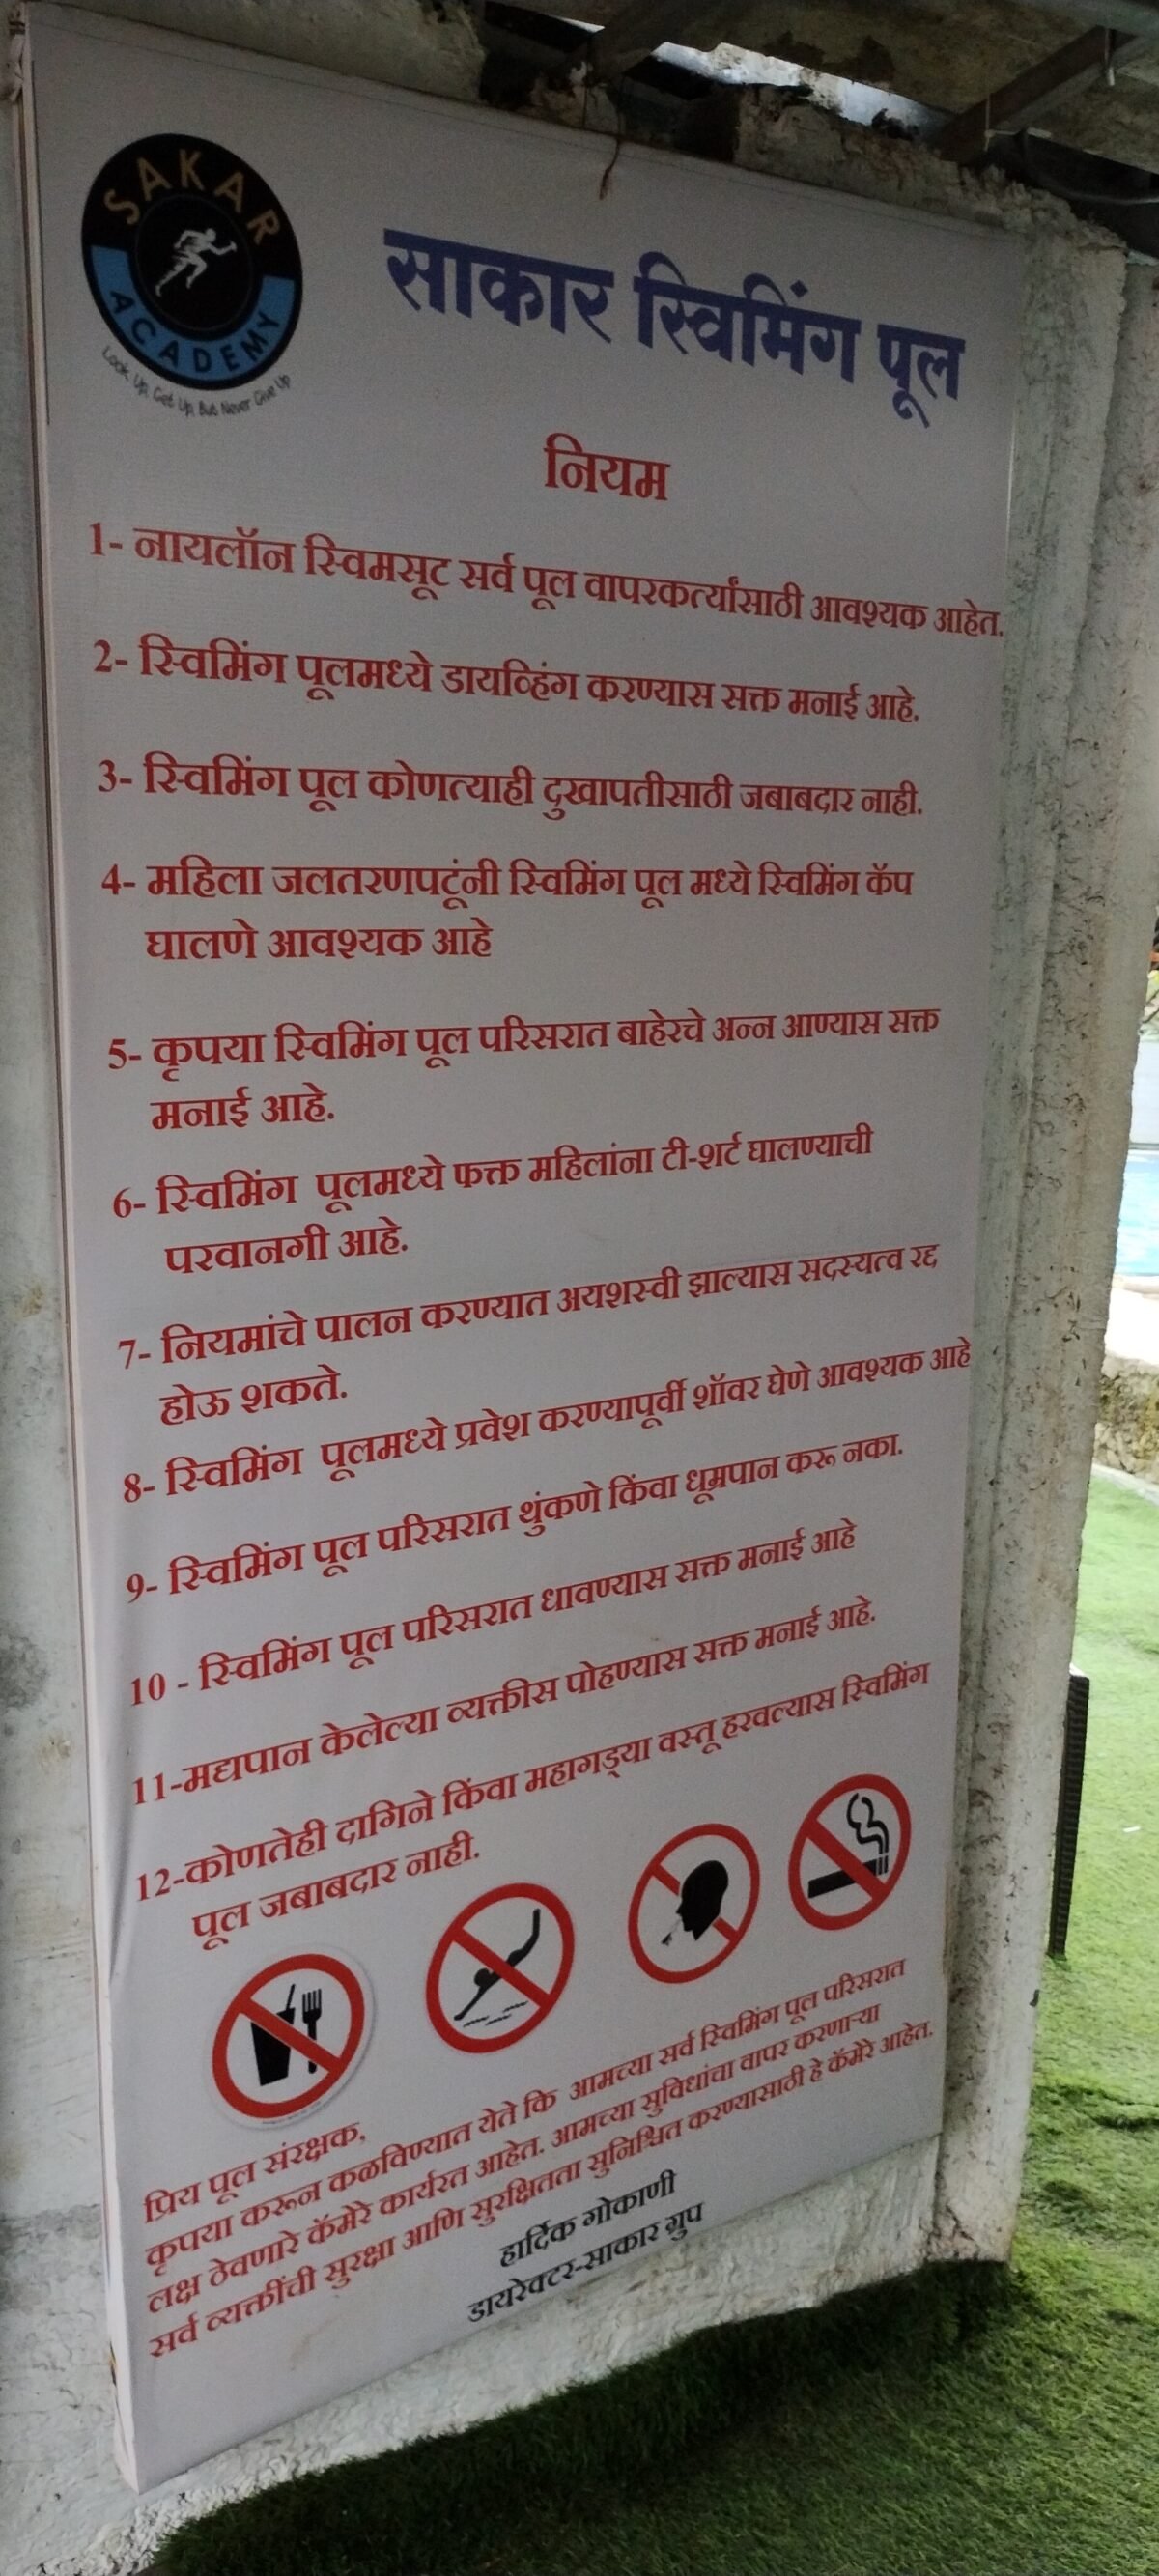 SAKAR
ACADEMY
Look Up, Get Up, But Never Give Up
साकार स्विमिंग पूल
नियम
1- नायलॉन स्विमसूट सर्व पूल वापरकर्त्यांसाठी आवश्यक आहेत.
2- स्विमिंग पूलमध्ये डायव्हिंग करण्यास सक्त मनाई आहे.
3- स्विमिंग पूल कोणत्याही दुखापतीसाठी जबाबदार नाही.
4- महिला जलतरणपटूंनी स्विमिंग पूल मध्ये स्विमिंग कॅप
घालणे आवश्यक आहे
5- कृपया स्विमिंग पूल परिसरात बाहेरचे अन्न आण्यास सक्त
मनाई आहे.
6- स्विमिंग पूलमध्ये फक्त महिलांना टी-शर्ट घालण्याची
परवानगी आहे.
7- नियमांचे पालन करण्यात अयशस्वी झाल्यास सदस्यत्व रद्द
होऊ शकते.
8- स्विमिंग पूलमध्ये प्रवेश करण्यापूर्वी शॉवर घेणे आवश्यक आहे
9- स्विमिंग पूल परिसरात थुंकणे किंवा धूम्रपान करू नका.
10 - स्विमिंग पूल परिसरात धावण्यास सक्त मनाई आहे
11-मद्यपान केलेल्या व्यक्तीस पोहण्यास सक्त मनाई आहे.
12-कोणतेही दागिने किंवा महागड्या वस्तू हरवल्यास स्विमिंग
पूल जबाबदार नाही.
प्रिय पूल संरक्षक,
कृपया करून कळविण्यात येते कि आमच्या सर्व स्विमिंग पूल परिसरात
लक्ष ठेवणारे कॅमेरे कार्यरत आहेत. आमच्या सुविधांचा वापर करणाऱ्या
सर्व व्यक्तींची सुरक्षा आणि सुरक्षितता सुनिश्चित करण्यासाठी हे कॅमेरे आहेत.
हार्दिक गोकाणी
डायरेक्टर-साकार ग्रुप